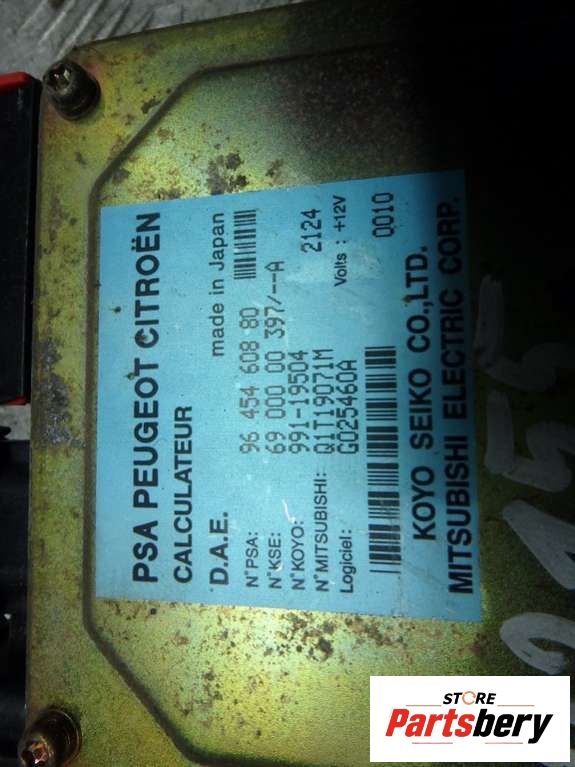 PSA PEUGEOT CITROËN
CALCULATEUR
D.A.E. made in Japan
N°PSA: 96 454 608 80
N°KSE: 69 000 00 397/--A
N°KOYO: 991-19504 2124
N°MITSUBISHI: Q1T19071M Volts : +12V
Logiciel: G025460A
0010
KOYO SEIKO CO.,LTD.
MITSUBISHI ELECTRIC CORP.
STORE
Partsbery